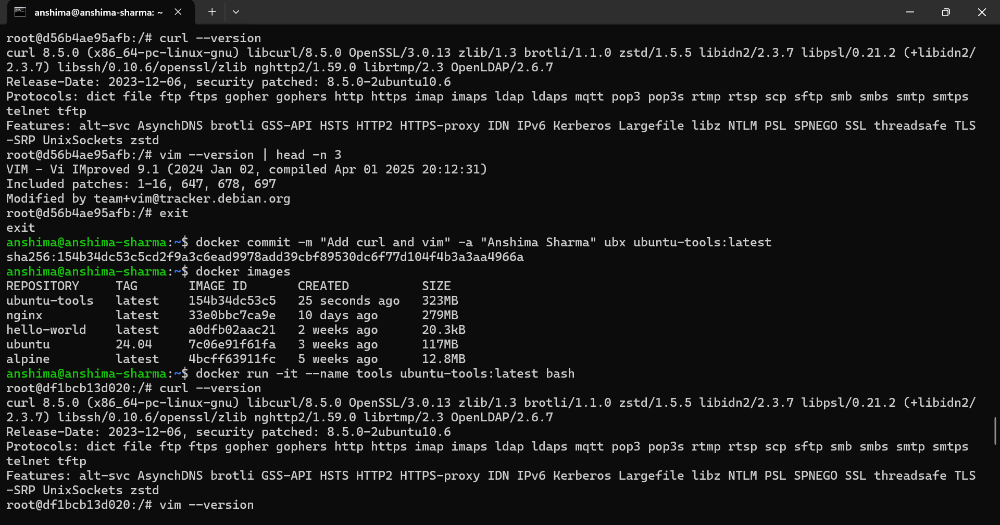 anshima@anshima-sharma: ~
root@d56b4ae95afb:/# curl --version
curl 8.5.0 (x86_64-pc-linux-gnu) libcurl/8.5.0 OpenSSL/3.0.13 zlib/1.3 brotli/1.1.0 zstd/1.5.5 libidn2/2.3.7 libpsl/0.21.2 (+libidn2/
2.3.7) libssh/0.10.6/openssl/zlib nghttp2/1.59.0 librtmp/2.3 OpenLDAP/2.6.7
Release-Date: 2023-12-06, security patched: 8.5.0-2ubuntu10.6
Protocols: dict file ftp ftps gopher gophers http https imap imaps ldap ldaps mqtt pop3 pop3s rtmp rtsp scp sftp smb smbs smtp smtps
telnet tftp
Features: alt-svc AsynchDNS brotli GSS-API HSTS HTTP2 HTTPS-proxy IDN IPv6 Kerberos Largefile libz NTLM PSL SPNEGO SSL threadsafe TLS
-SRP UnixSockets zstd
root@d56b4ae95afb:/# vim --version | head -n 3
VIM - Vi IMproved 9.1 (2024 Jan 02, compiled Apr 01 2025 20:12:31)
Included patches: 1-16, 647, 678, 697
Modified by team+vim@tracker.debian.org
root@d56b4ae95afb:/# exit
exit
anshima@anshima-sharma:~$ docker commit -m "Add curl and vim" -a "Anshima Sharma" ubx ubuntu-tools:latest
sha256:154b34dc53c5cd2f9a3c6ead9978add39cbf89530dc6f77d104f4b3a3aa4966a
anshima@anshima-sharma:~$ docker images
REPOSITORY     TAG       IMAGE ID       CREATED          SIZE
ubuntu-tools   latest    154b34dc53c5   25 seconds ago   323MB
nginx          latest    33e0bbc7ca9e   10 days ago      279MB
hello-world    latest    a0dfb02aac21   2 weeks ago      20.3kB
ubuntu         24.04     7c06e91f61fa   3 weeks ago      117MB
alpine         latest    4bcff63911fc   5 weeks ago      12.8MB
anshima@anshima-sharma:~$ docker run -it --name tools ubuntu-tools:latest bash
root@df1bcb13d020:/# curl --version
curl 8.5.0 (x86_64-pc-linux-gnu) libcurl/8.5.0 OpenSSL/3.0.13 zlib/1.3 brotli/1.1.0 zstd/1.5.5 libidn2/2.3.7 libpsl/0.21.2 (+libidn2/
2.3.7) libssh/0.10.6/openssl/zlib nghttp2/1.59.0 librtmp/2.3 OpenLDAP/2.6.7
Release-Date: 2023-12-06, security patched: 8.5.0-2ubuntu10.6
Protocols: dict file ftp ftps gopher gophers http https imap imaps ldap ldaps mqtt pop3 pop3s rtmp rtsp scp sftp smb smbs smtp smtps
telnet tftp
Features: alt-svc AsynchDNS brotli GSS-API HSTS HTTP2 HTTPS-proxy IDN IPv6 Kerberos Largefile libz NTLM PSL SPNEGO SSL threadsafe TLS
-SRP UnixSockets zstd
root@df1bcb13d020:/# vim --version